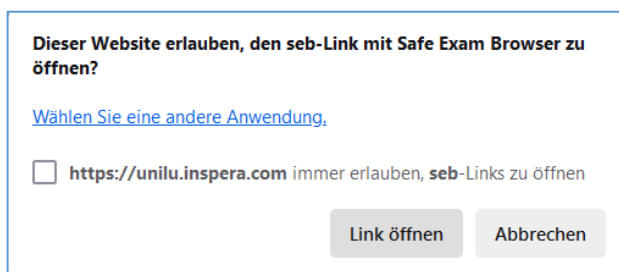 Dieser Website erlauben, den seb-Link mit Safe Exam Browser zu
öffnen?
Wählen Sie eine andere Anwendung.
https://unilu.inspera.com immer erlauben, seb-Links zu öffnen
Link öffnen
Abbrechen